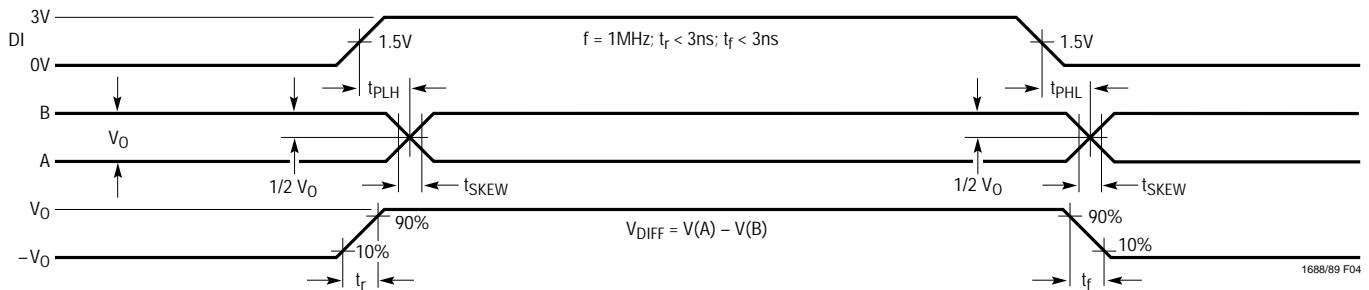 3V
DI
1.5V
f = 1MHz; tr < 3ns; tf < 3ns
1.5V
0V
tPLH
tPHL
B
VO
A
1/2 VO
tSKEW
1/2 VO
tSKEW
VO
90%
VDIFF = V(A) – V(B)
90%
10%
10%
–VO
tr
tf
1688/89 F04